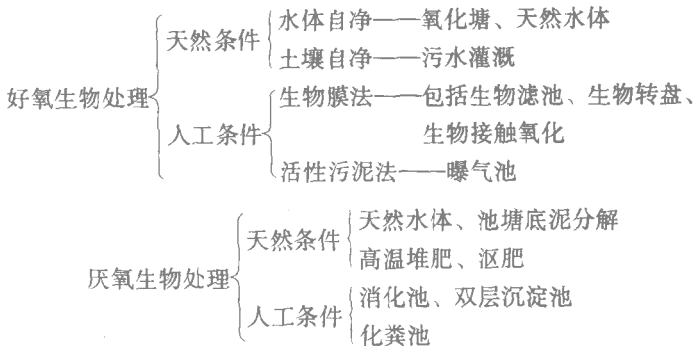 水体自净——氧化塘、天然水体
天然条件
土壤自净——污水灌溉
好氧生物处理
生物膜法——包括生物滤池、生物转盘、
人工条件
生物接触氧化
活性污泥法——曝气池
天然水体、池塘底泥分解
天然条件
高温堆肥、沤肥
厌氧生物处理
消化池、双层沉淀池
人工条件
化粪池